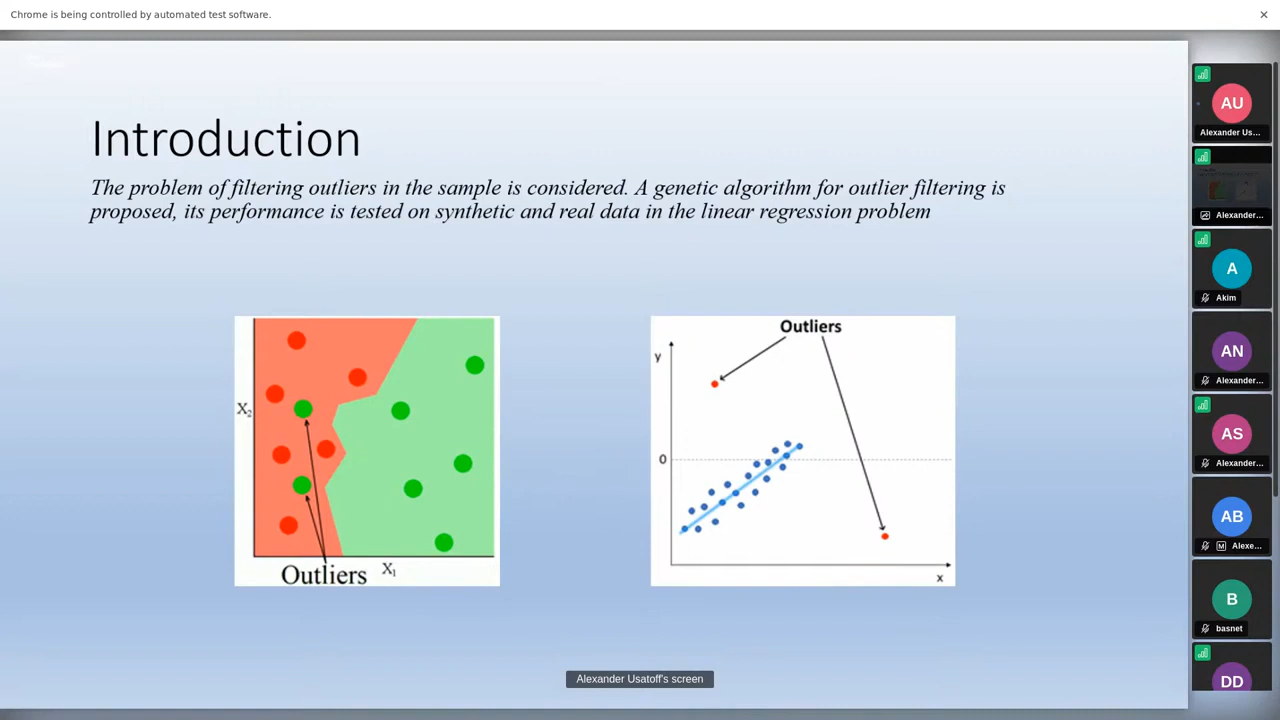 Chrome is being controlled by automated test software.
Introduction
The problem of filtering outliers in the sample is considered. A genetic algorithm for outlier filtering is
proposed, its performance is tested on synthetic and real data in the linear regression problem
X2
Outliers
X1
Outliers
y
0
x
Alexander Usatoff's screen
AU
Alexander Us...
Alexander...
A
Akim
AN
Alexander...
AS
Alexander...
AB
M
Alexe...
B
basnet
DD